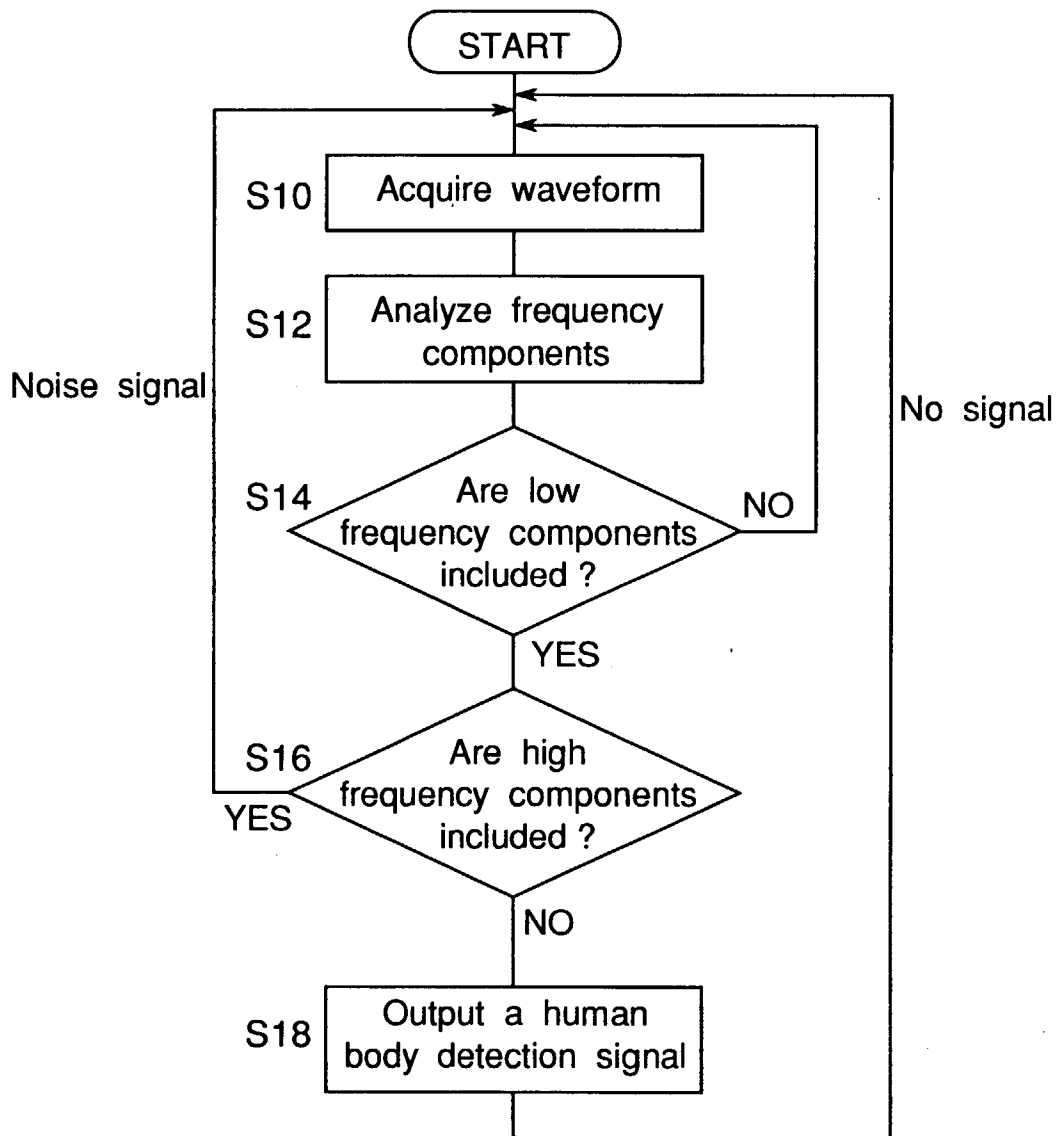 START
S10
Acquire waveform
S12
Analyze frequency
components
Noise signal
No signal
S14
Are low
frequency components
included ?
NO
YES
S16
Are high
frequency components
included ?
YES
NO
S18
Output a human
body detection signal